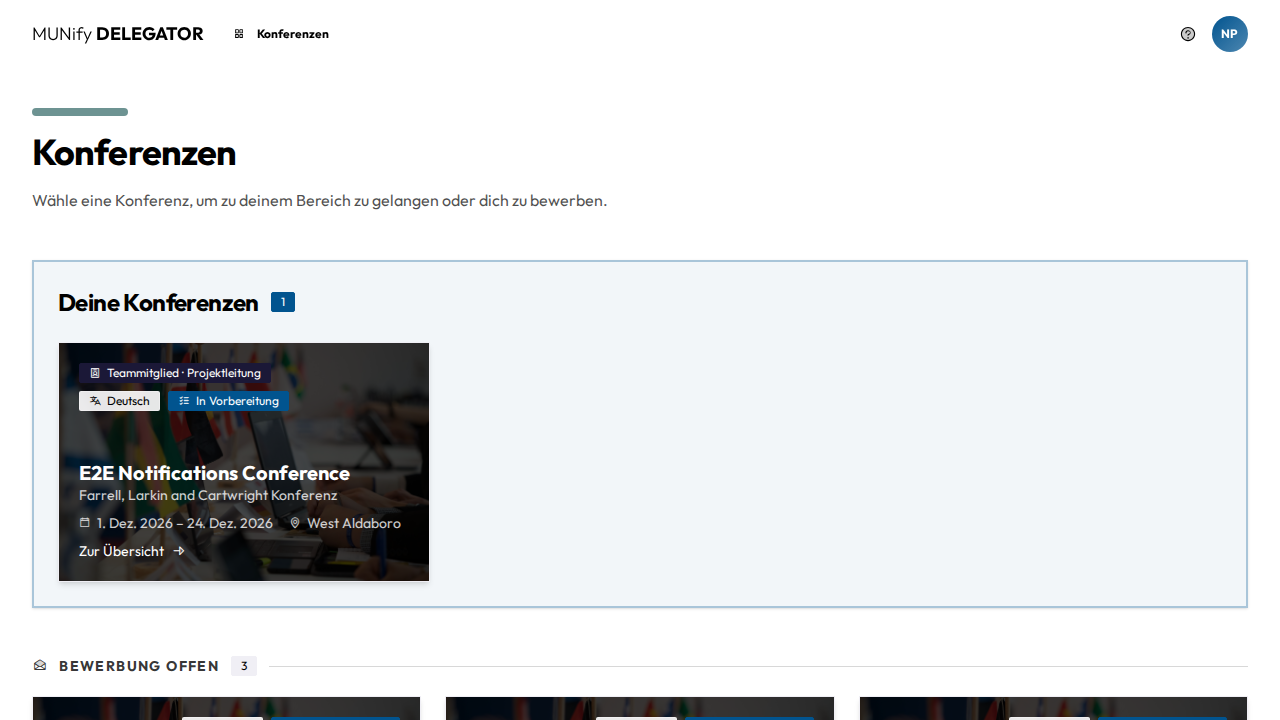 MUNify DELEGATOR
Konferenzen
NP
Konferenzen
Wähle eine Konferenz, um zu deinem Bereich zu gelangen oder dich zu bewerben.
Deine Konferenzen 1
Teammitglied · Projektleitung
Deutsch In Vorbereitung
E2E Notifications Conference
Farrell, Larkin and Cartwright Konferenz
1. Dez. 2026 – 24. Dez. 2026 West Aldaboro
Zur Übersicht
BEWERBUNG OFFEN 3